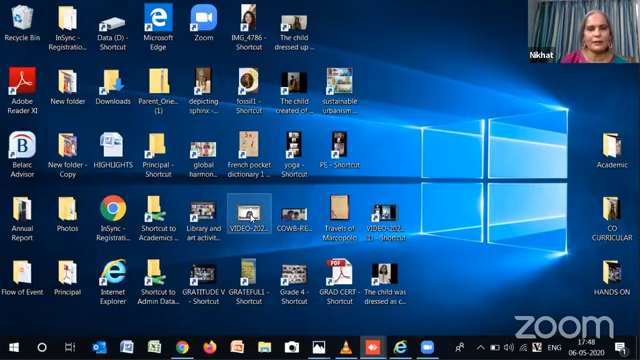 Recycle Bin
InSync - Registratio...
Data (D) - Shortcut
Microsoft Edge
Zoom
IMG_4786 - Shortcut
The child dressed up ...
Nikhat
Adobe Reader XI
New folder
Downloads
Parent_Orie... (1)
depicting sphinx - ...
fossil1 - Shortcut
The child created of ...
sustainable urbanism ...
Belarc Advisor
New folder - Copy
HIGHLIGHTS
Principal - Shortcut
global harmon...
French pocket dictionary 1 ...
yoga - Shortcut
PE - Shortcut
Academic
Annual Report
Photos
InSync - Registrati...
Shortcut to Academics ...
Library and art activit...
VIDEO-202...
COWB-RE...
Travels of Marcopolo
VIDEO-202... (1) - Shortcut
CO CURRICULAR
Flow of Event
Principal
Internet Explorer
Shortcut to Admin Data...
GRATITUDE V - Shortcut
GRATEFUL1 - Shortcut
Grade 4 - Shortcut
PDF
GRAD CERT - Shortcut
The child was dressed as c...
HANDS ON
zoom
ENG
17:48
06-05-2020